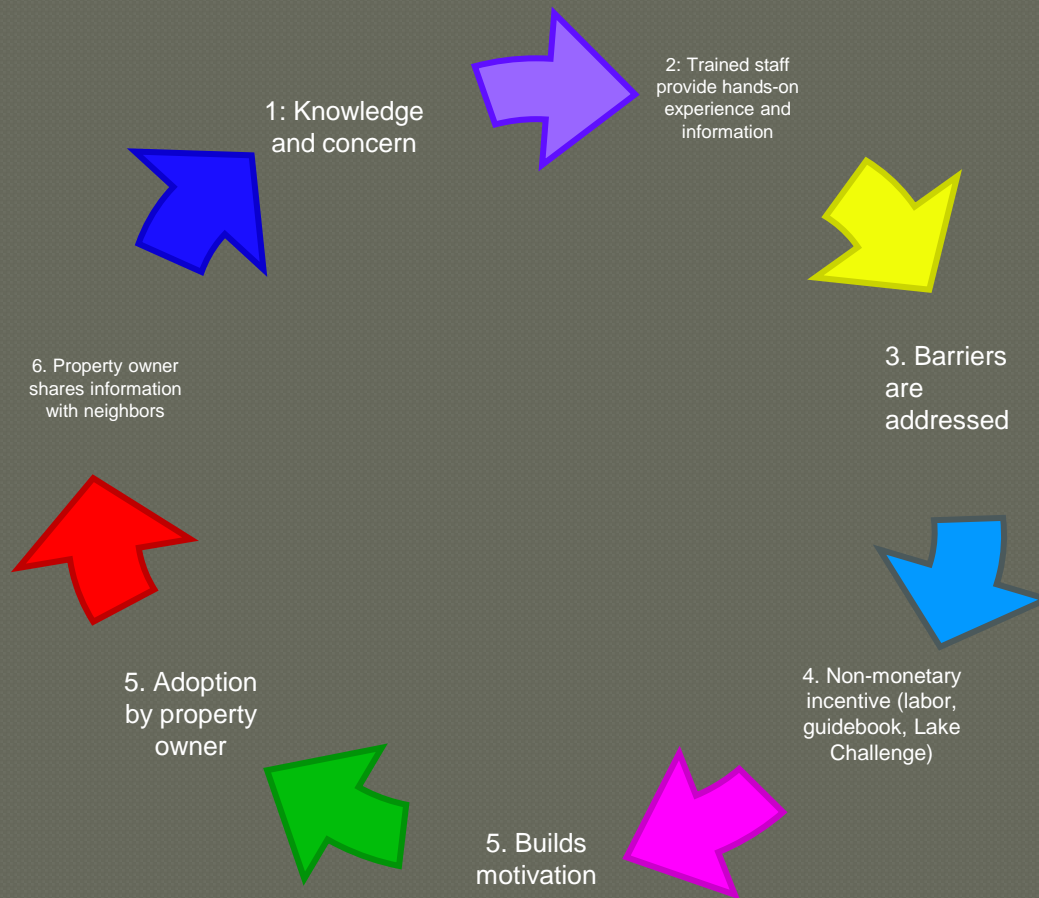 1: Knowledge
and concern
2: Trained staff
provide hands-on
experience and
information
3. Barriers
are
addressed
4. Non-monetary
incentive (labor,
guidebook, Lake
Challenge)
5. Builds
motivation
5. Adoption
by property
owner
6. Property owner
shares information
with neighbors